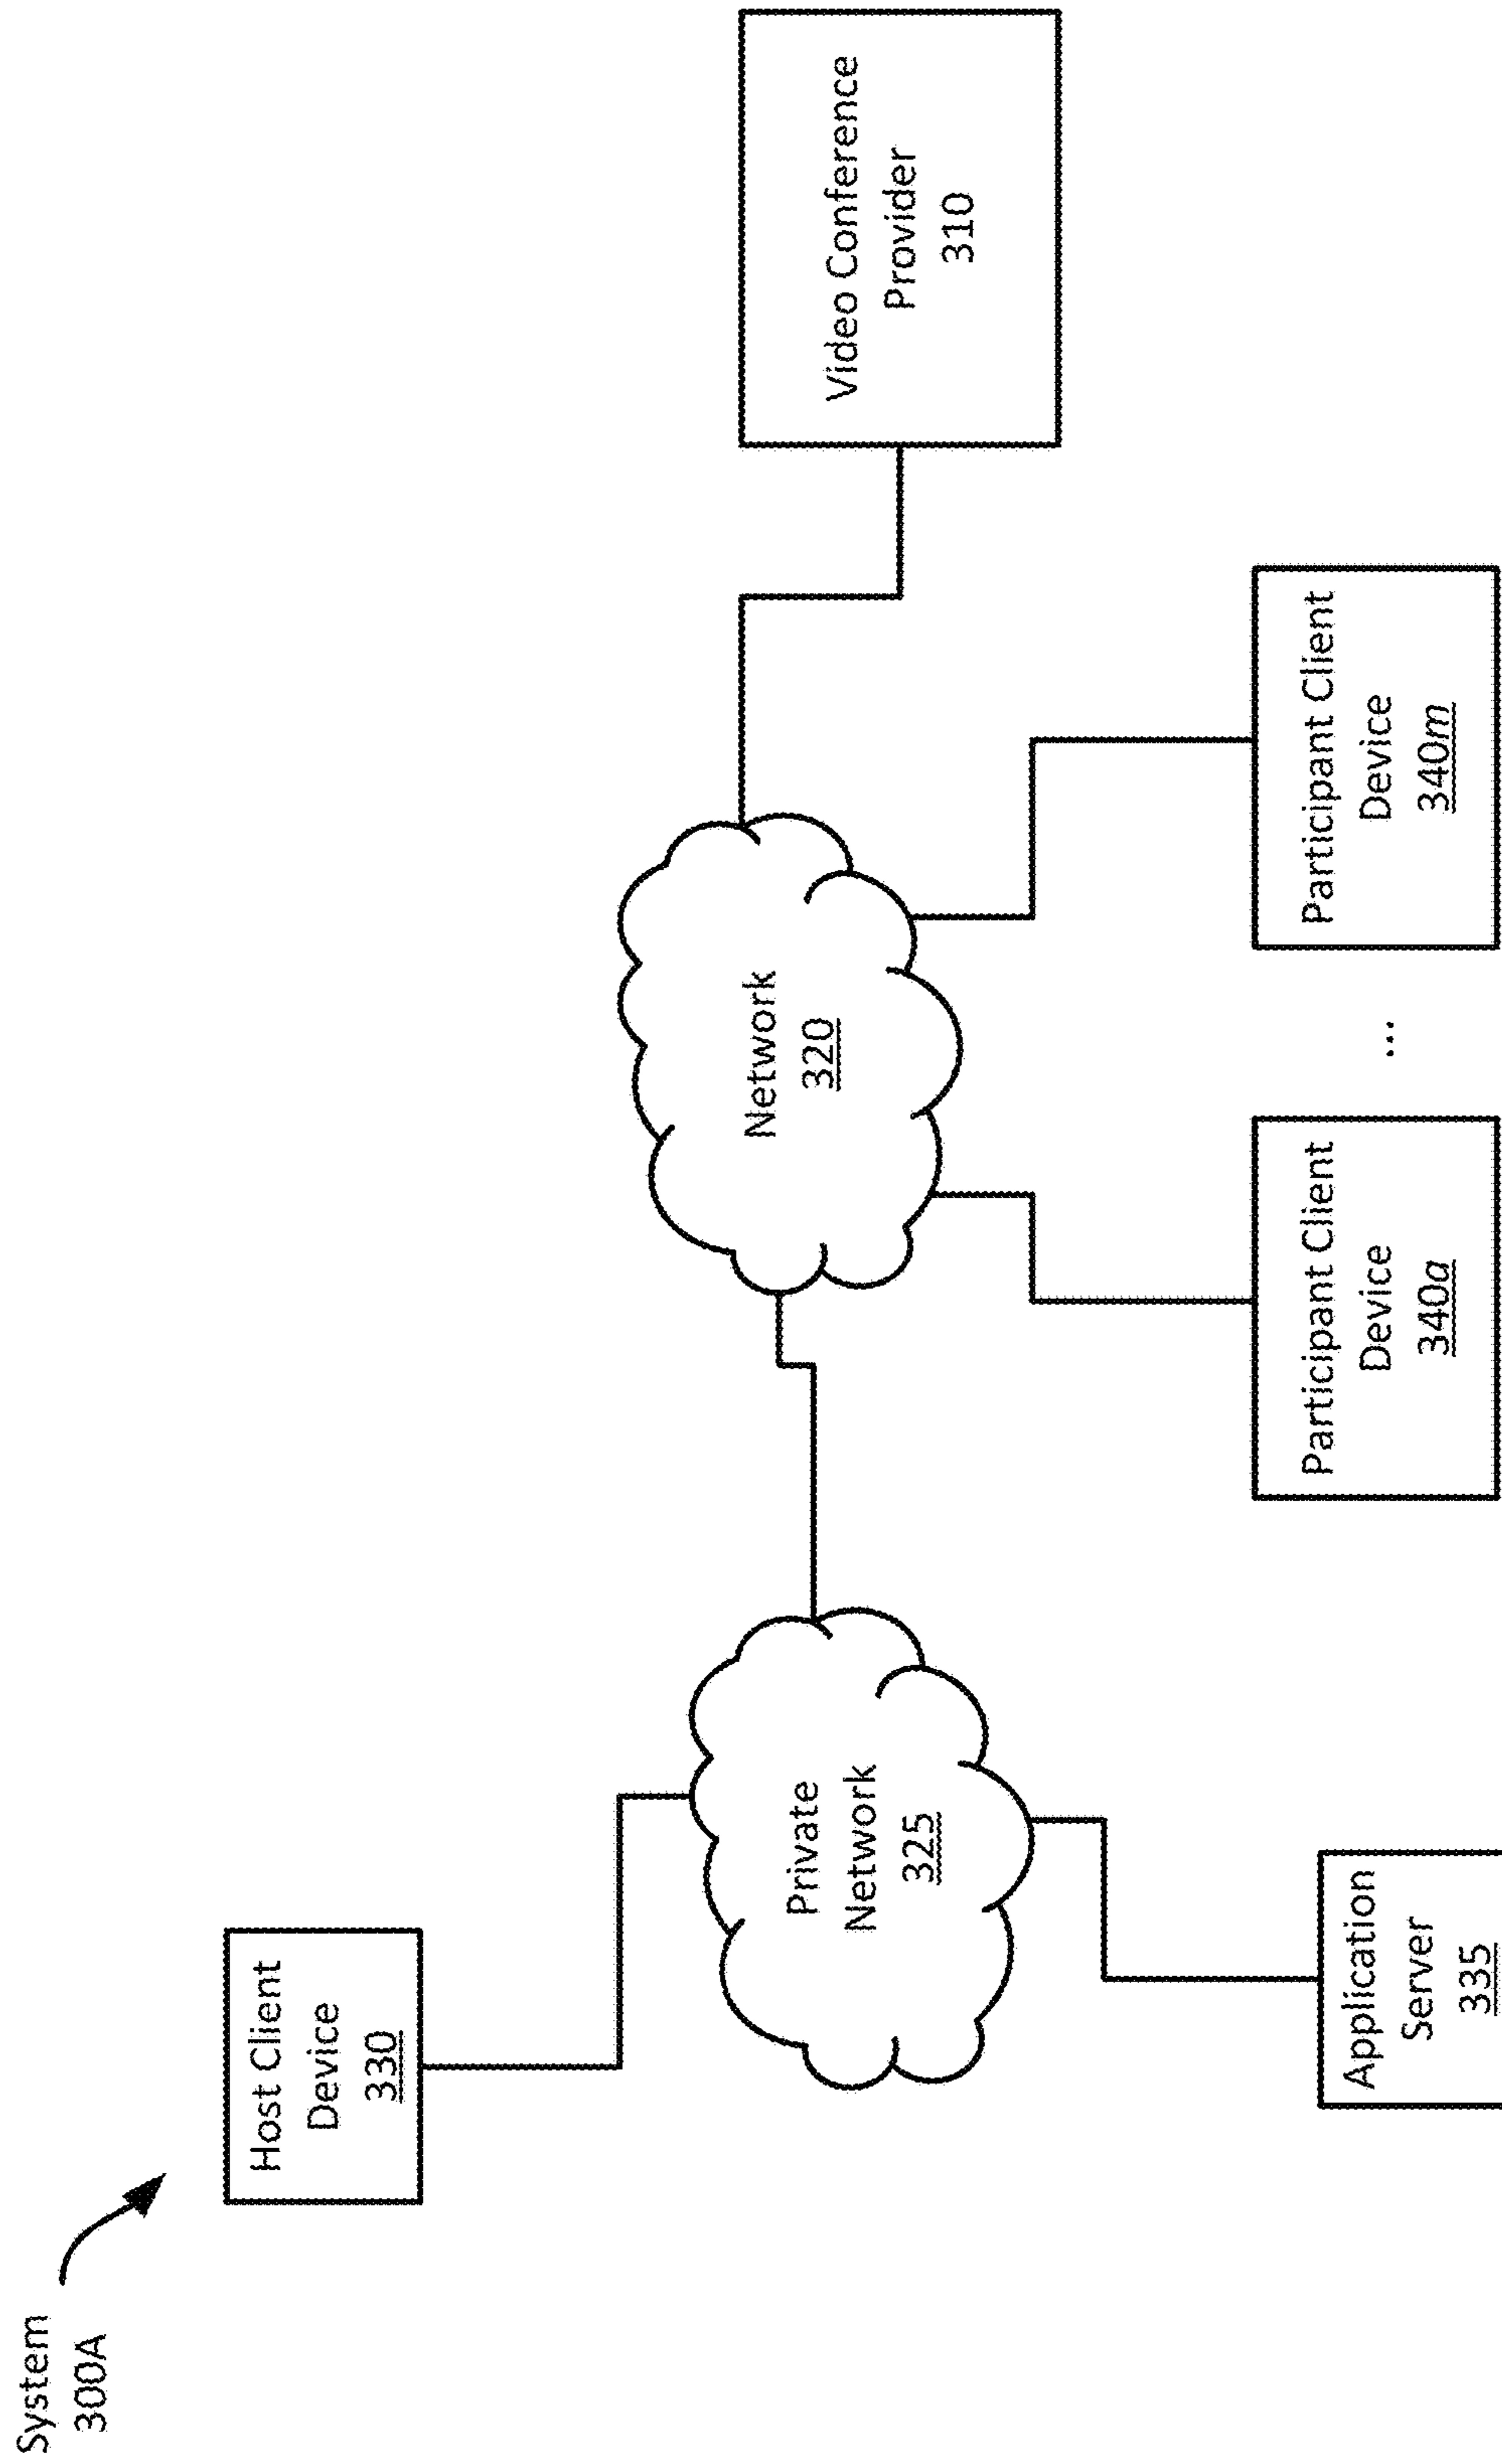 System
300A
Host Client
Device
330
Private
Network
325
Application
Server
335
Network
320
Participant Client
Device
340a
...
Participant Client
Device
340m
Video Conference
Provider
310